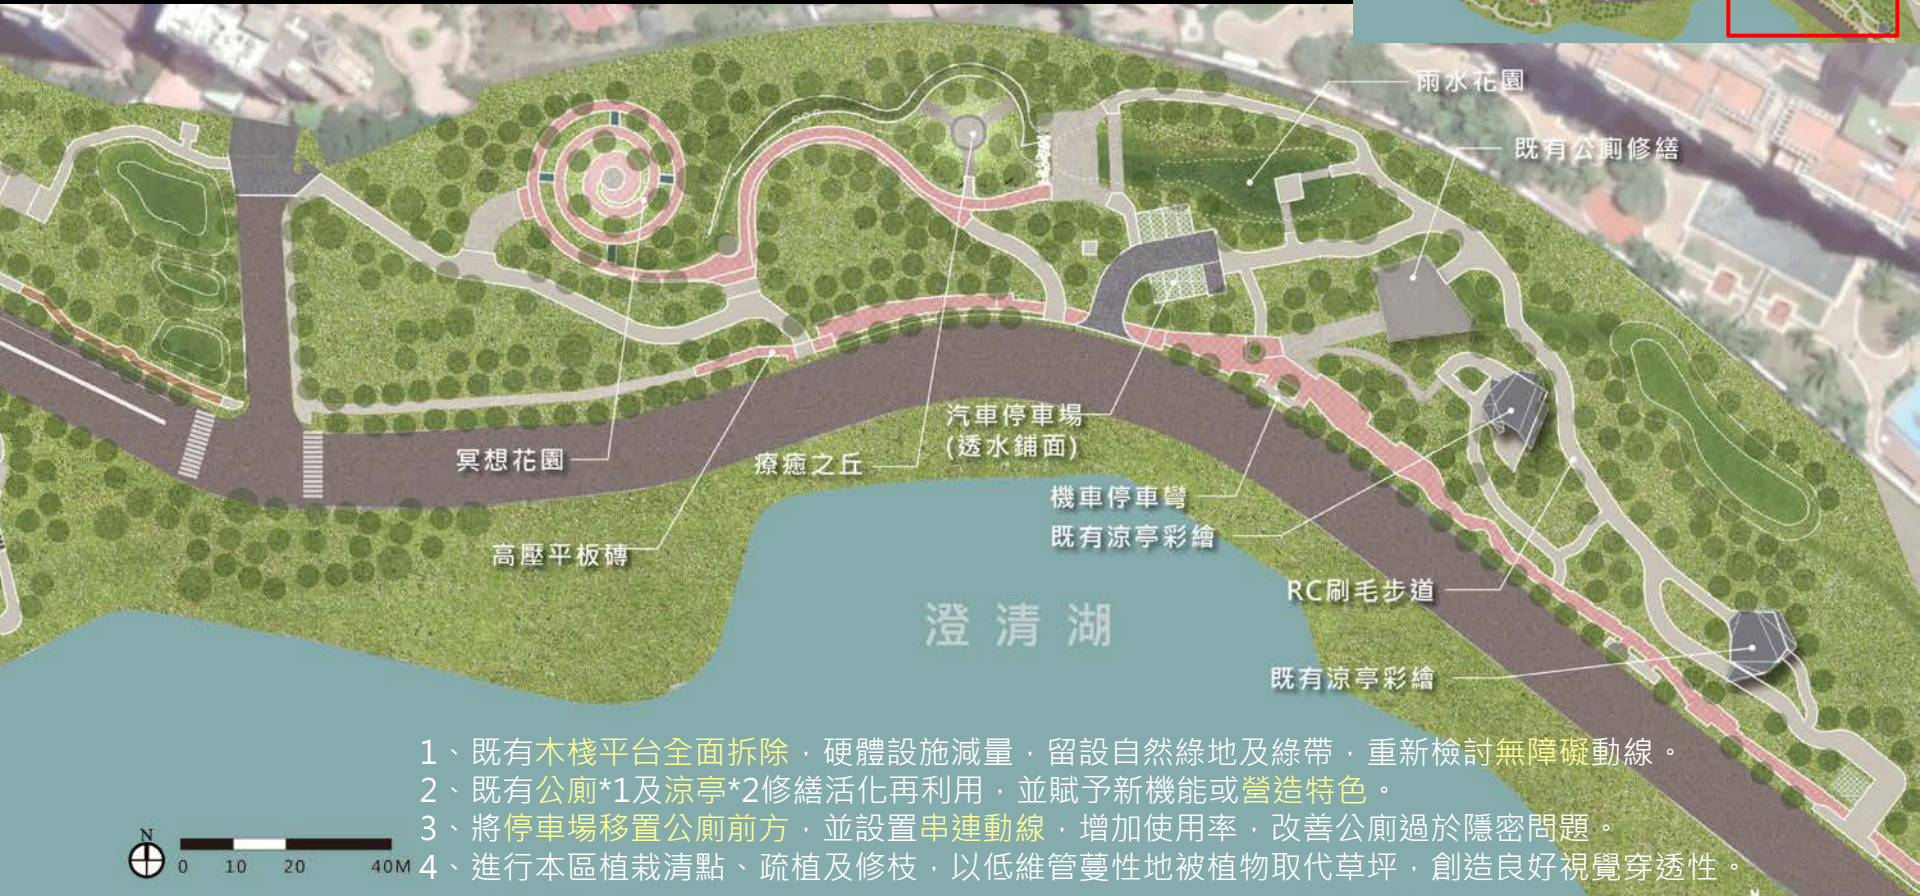 雨水花園
既有公廁修繕
汽車停車場
(透水鋪面)
冥想花園
療癒之丘
機車停車彎
既有涼亭彩繪
高壓平板磚
RC刷毛步道
澄清湖
既有涼亭彩繪
1、既有木棧平台全面拆除，硬體設施減量，留設自然綠地及綠帶，重新檢討無障礙動線。
2、既有公廁*1及涼亭*2修繕活化再利用，並賦予新機能或營造特色。
3、將停車場移置公廁前方，並設置串連動線，增加使用率，改善公廁過於隱密問題。
4、進行本區植栽清點、疏植及修枝，以低維管蔓性地被植物取代草坪，創造良好視覺穿透性。
N
0 10 20 40M